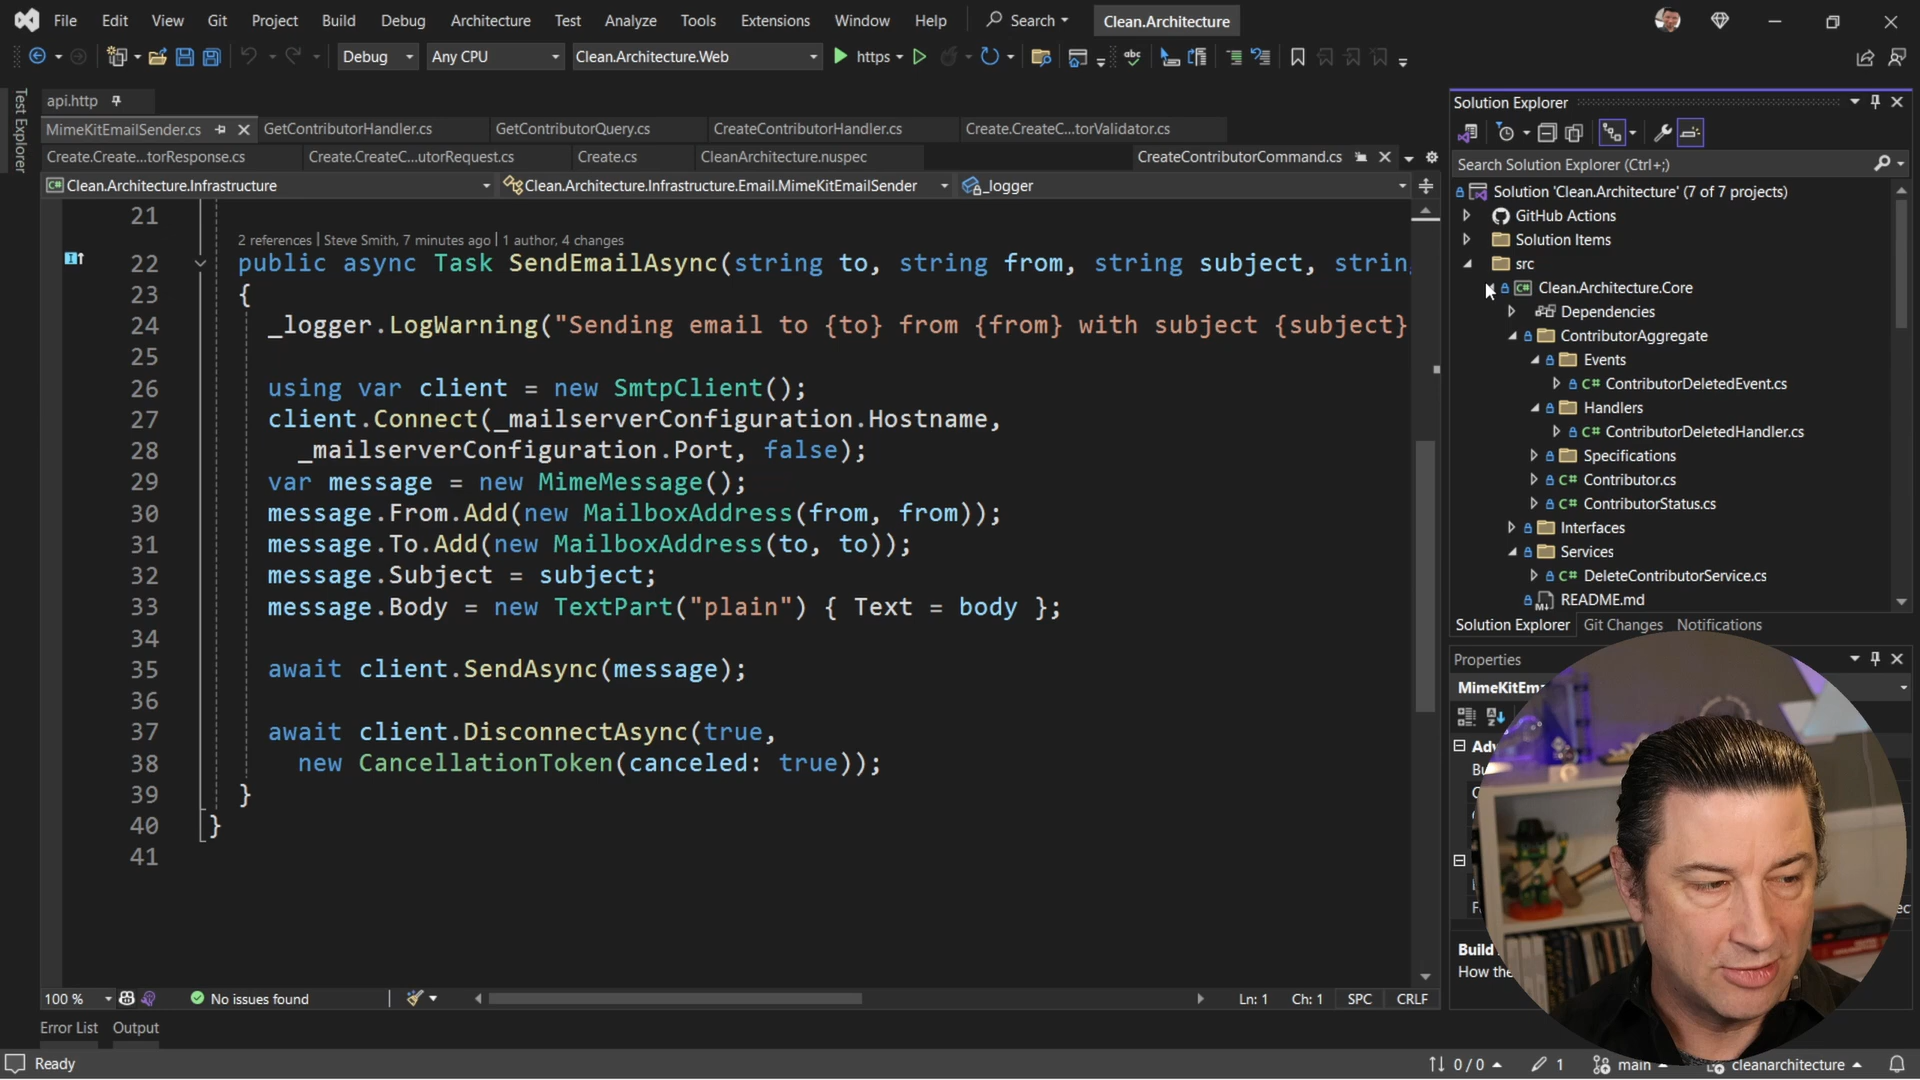 File Edit View Git Project Build Debug Architecture Test Analyze Tools Extensions Window Help Search Clean.Architecture
Debug Any CPU Clean.Architecture.Web https
Test Explorer
api.http
MimeKitEmailSender.cs GetContributorHandler.cs GetContributorQuery.cs CreateContributorHandler.cs Create.CreateC...torValidator.cs
Create.Create...torResponse.cs Create.CreateC...utorRequest.cs Create.cs CleanArchitecture.nuspec CreateContributorCommand.cs
Clean.Architecture.Infrastructure Clean.Architecture.Infrastructure.Email.MimeKitEmailSender _logger
21
2 references | Steve Smith, 7 minutes ago | 1 author, 4 changes
22 public async Task SendEmailAsync(string to, string from, string subject, strin
23 {
24 _logger.LogWarning("Sending email to {to} from {from} with subject {subject}
25
26 using var client = new SmtpClient();
27 client.Connect(_mailserverConfiguration.Hostname,
28 _mailserverConfiguration.Port, false);
29 var message = new MimeMessage();
30 message.From.Add(new MailboxAddress(from, from));
31 message.To.Add(new MailboxAddress(to, to));
32 message.Subject = subject;
33 message.Body = new TextPart("plain") { Text = body };
34
35 await client.SendAsync(message);
36
37 await client.DisconnectAsync(true,
38 new CancellationToken(canceled: true));
39 }
40 }
41
100 % No issues found Ln: 1 Ch: 1 SPC CRLF
Error List Output
Solution Explorer
Search Solution Explorer (Ctrl+;)
Solution 'Clean.Architecture' (7 of 7 projects)
GitHub Actions
Solution Items
src
C# Clean.Architecture.Core
Dependencies
ContributorAggregate
Events
C# ContributorDeletedEvent.cs
Handlers
C# ContributorDeletedHandler.cs
Specifications
C# Contributor.cs
C# ContributorStatus.cs
Interfaces
Services
C# DeleteContributorService.cs
README.md
Solution Explorer Git Changes Notifications
Properties
MimeKitEm
Adv
Build
How the
Ready 0 / 0 1 main cleanarchitecture